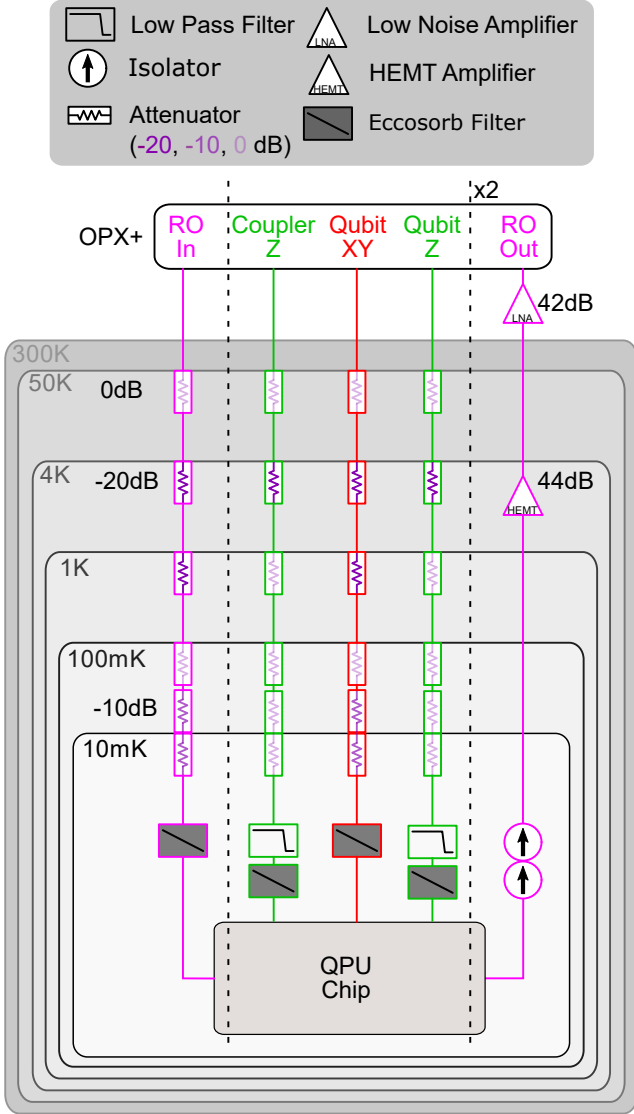 Low Pass Filter
LNA
Low Noise Amplifier
Isolator
HEMT
HEMT Amplifier
Attenuator
(-20, -10, 0 dB)
Eccosorb Filter
x2
OPX+
RO
In
Coupler
Z
Qubit
XY
Qubit
Z
RO
Out
LNA
42dB
300K
50K
0dB
4K
-20dB
HEMT
44dB
1K
100mK
-10dB
10mK
QPU
Chip